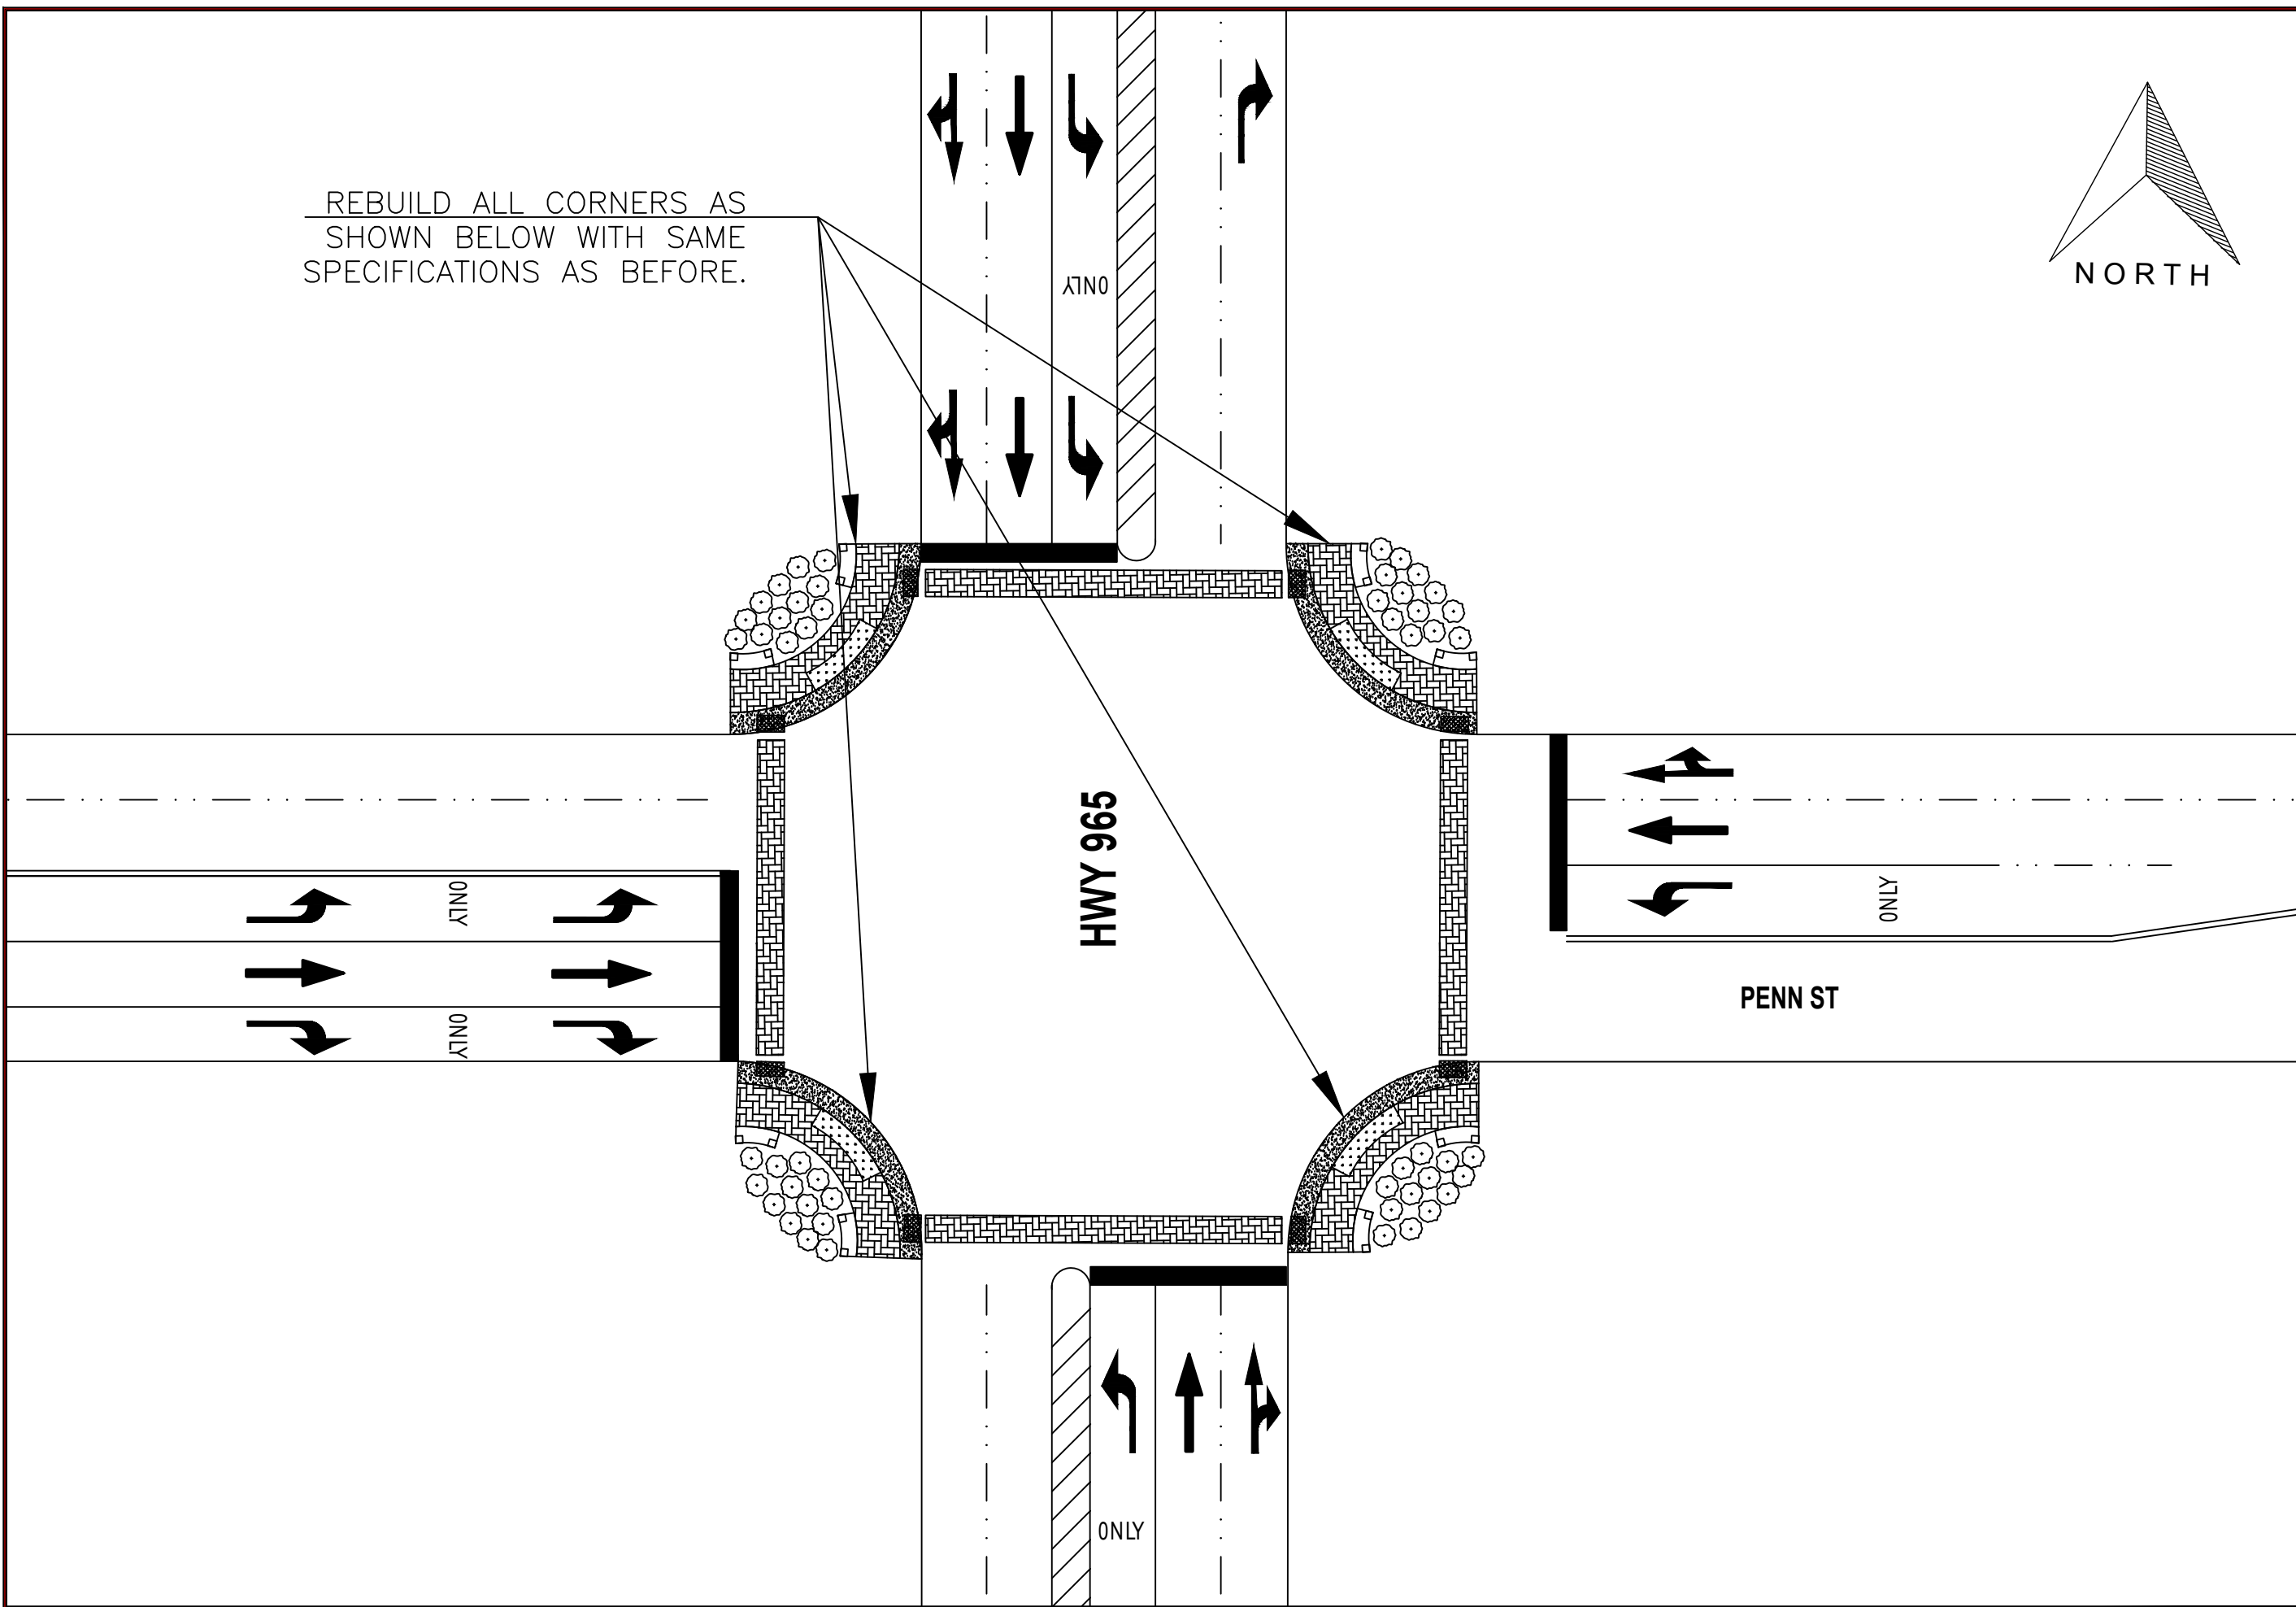 REBUILD ALL CORNERS AS
SHOWN BELOW WITH SAME
SPECIFICATIONS AS BEFORE.
NORTH
ONLY
HWY 965
ONLY
ONLY
ONLY
PENN ST
ONLY